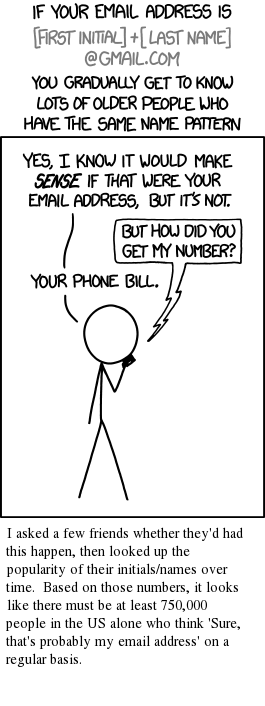 IF YOUR EMAIL ADDRESS IS
[FIRST INITIAL]+[LAST NAME]
@GMAIL.COM
YOU GRADUALLY GET TO KNOW
LOTS OF OLDER PEOPLE WHO
HAVE THE SAME NAME PATTERN
YES, I KNOW IT WOULD MAKE
SENSE IF THAT WERE YOUR
EMAIL ADDRESS, BUT IT'S NOT.
BUT HOW DID YOU
GET MY NUMBER?
YOUR PHONE BILL.
I asked a few friends whether they'd had
this happen, then looked up the
popularity of their initials/names over
time.  Based on those numbers, it looks
like there must be at least 750,000
people in the US alone who think 'Sure,
that's probably my email address' on a
regular basis.